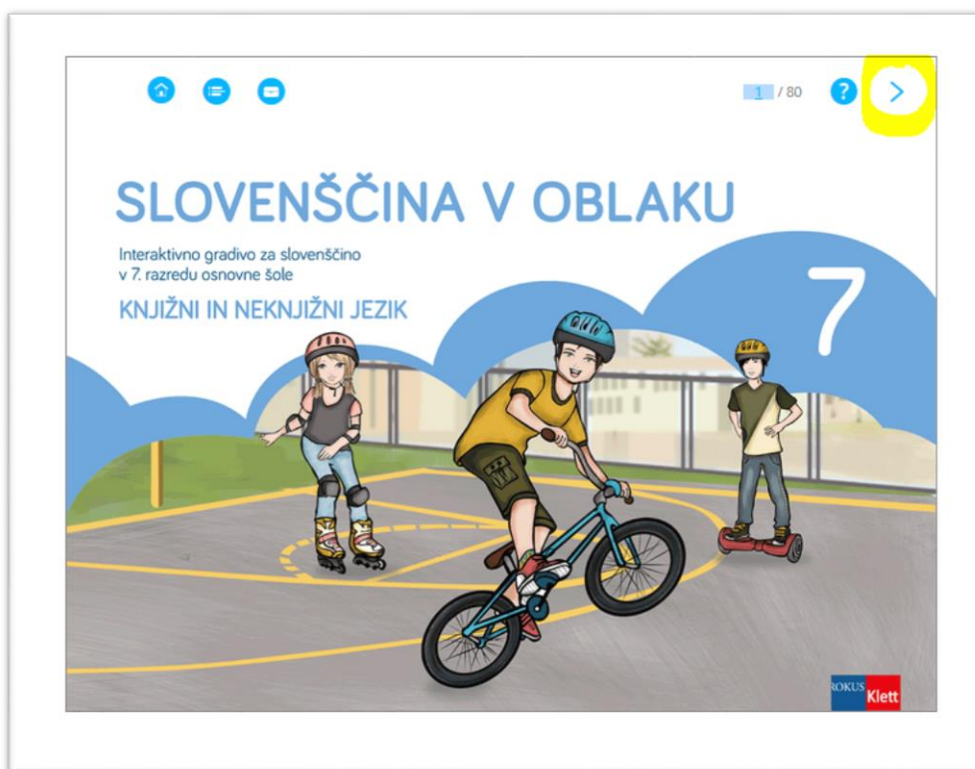 1 / 80 ?
SLOVENŠČINA V OBLAKU
Interaktivno gradivo za slovenščino
v 7. razredu osnovne šole
KNJIŽNI IN NEKNJIŽNI JEZIK
7
ROKUS Klett